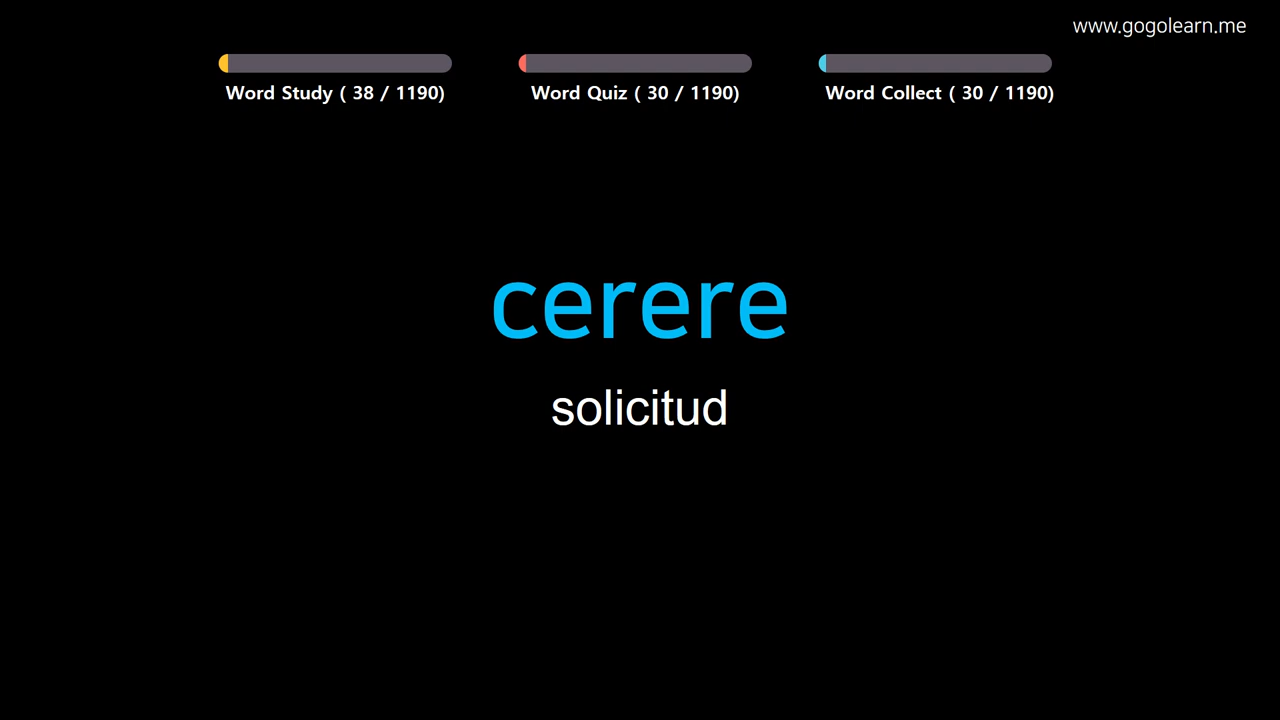 www.gogolearn.me
Word Study ( 38 / 1190)
Word Quiz ( 30 / 1190)
Word Collect ( 30 / 1190)
cerere
solicitud